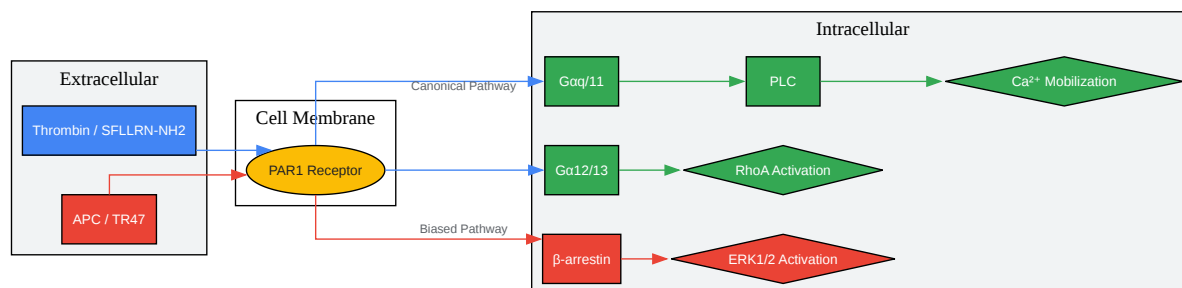 Intracellular
Extracellular
Cell Membrane
Thrombin / SFLLRN-NH2
APC / TR47
PAR1 Receptor
Canonical Pathway
Biased Pathway
Gαq/11
PLC
Ca²⁺ Mobilization
Gα12/13
RhoA Activation
β-arrestin
ERK1/2 Activation